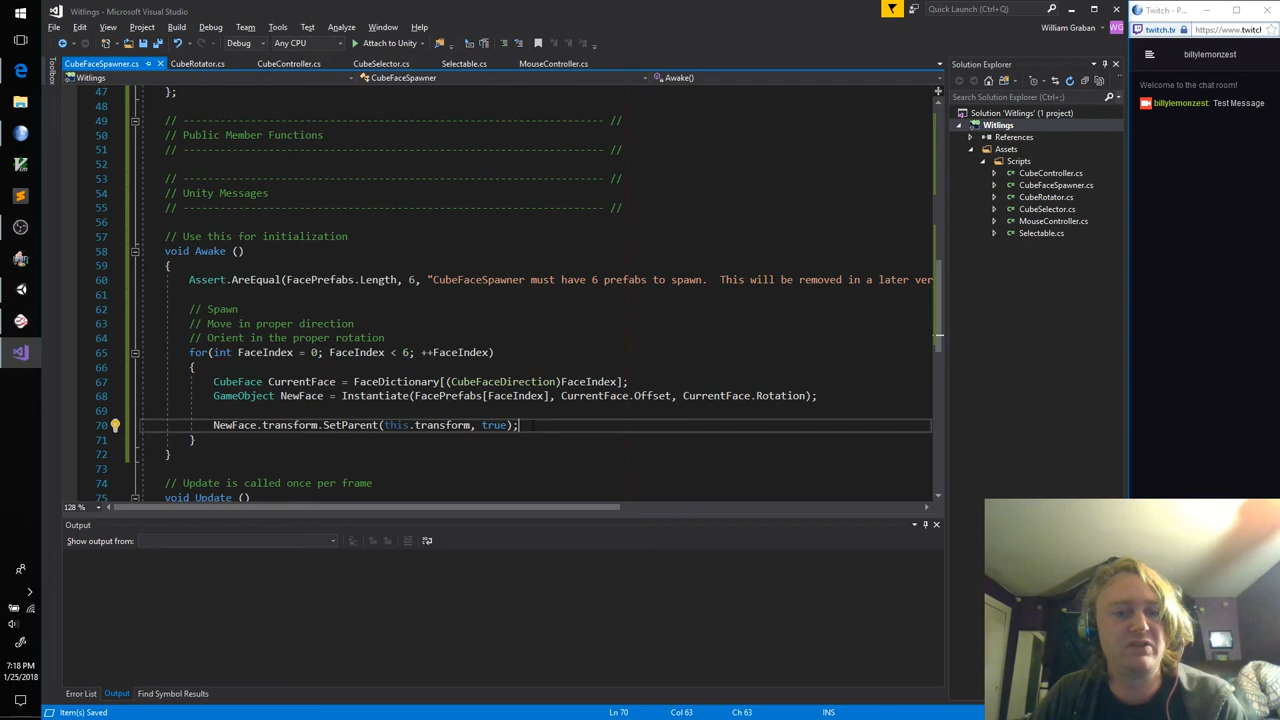 Witlings - Microsoft Visual Studio
Quick Launch (Ctrl+;)
File Edit View Project Build Debug Team Tools Test Analyze Window Help
William Graban WG
Debug Any CPU Attach to Unity
CubeFaceSpawner.cs CubeRotator.cs CubeController.cs CubeSelector.cs Selectable.cs MouseController.cs
Witlings CubeFaceSpawner Awake()
Toolbox
47 };
48
49 // ---------------------------------------------------------------------- //
50 // Public Member Functions
51 // ---------------------------------------------------------------------- //
52
53 // ---------------------------------------------------------------------- //
54 // Unity Messages
55 // ---------------------------------------------------------------------- //
56
57 // Use this for initialization
58 void Awake ()
59 {
60 Assert.AreEqual(FacePrefabs.Length, 6, "CubeFaceSpawner must have 6 prefabs to spawn.  This will be removed in a later ver
61
62 // Spawn
63 // Move in proper direction
64 // Orient in the proper rotation
65 for(int FaceIndex = 0; FaceIndex < 6; ++FaceIndex)
66 {
67 CubeFace CurrentFace = FaceDictionary[(CubeFaceDirection)FaceIndex];
68 GameObject NewFace = Instantiate(FacePrefabs[FaceIndex], CurrentFace.Offset, CurrentFace.Rotation);
69
70 NewFace.transform.SetParent(this.transform, true);
71 }
72 }
73
74 // Update is called once per frame
75 void Update ()
128 %
Output
Show output from:
Error List Output Find Symbol Results
Item(s) Saved Ln 70 Col 63 Ch 63 INS
Solution Explorer
Search Solution Explorer (Ctrl+;)
Solution 'Witlings' (1 project)
Witlings
References
Assets
Scripts
CubeController.cs
CubeFaceSpawner.cs
CubeRotator.cs
CubeSelector.cs
MouseController.cs
Selectable.cs
Twitch - P...
twitch.tv https://www.twitcl
billylemonzest
Welcome to the chat room!
billylemonzest: Test Message
7:18 PM
1/25/2018